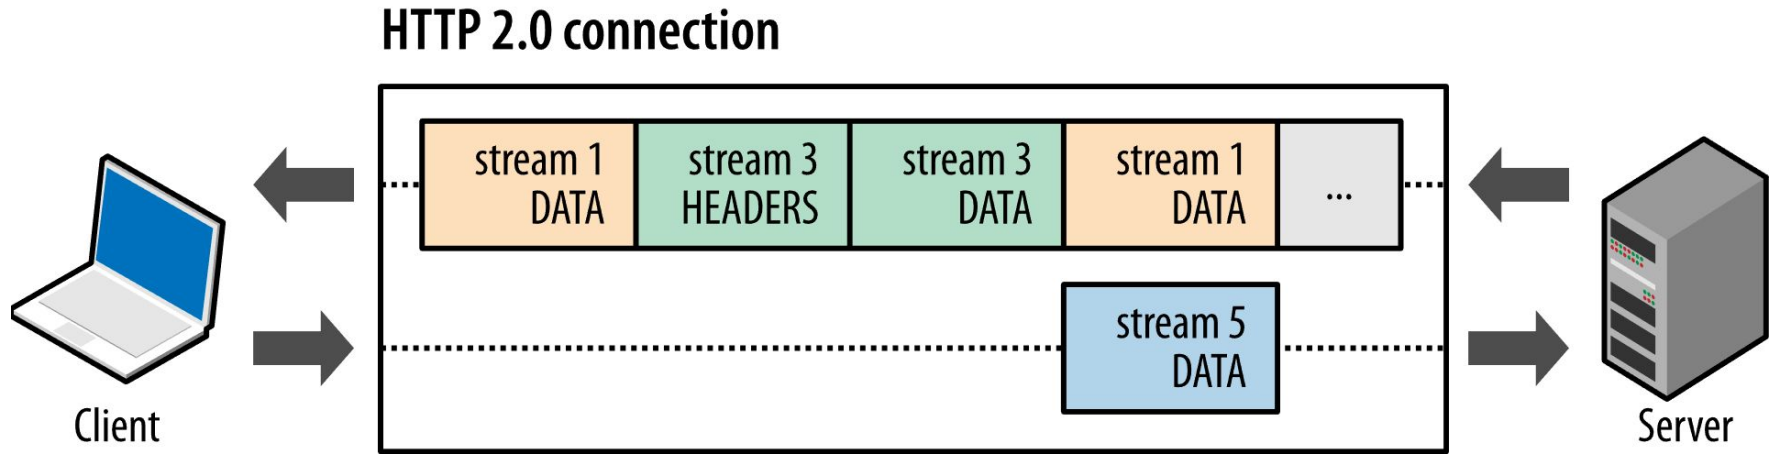 HTTP 2.0 connection
stream 1
DATA
stream 3
HEADERS
stream 3
DATA
stream 1
DATA
...
stream 5
DATA
Client
Server